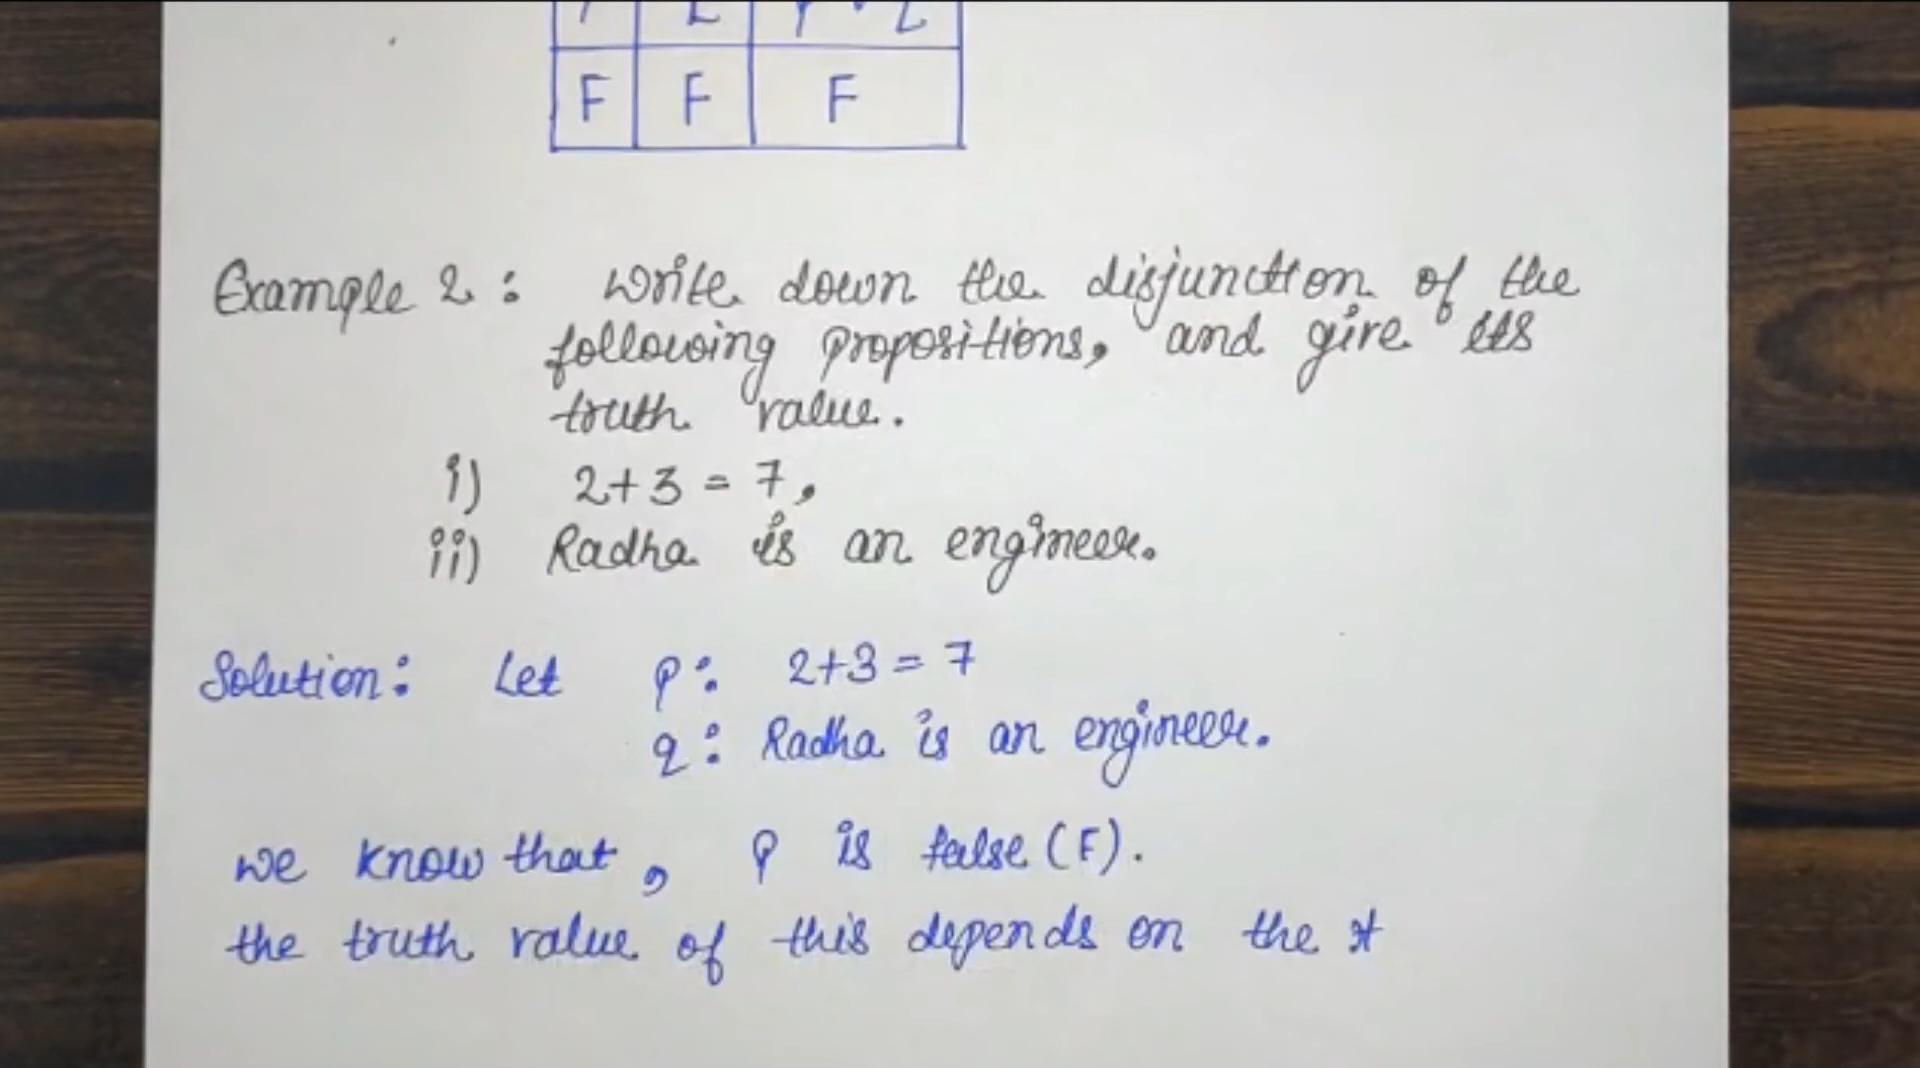 F F F
Example 2: Write down the disjunction of the
following propositions, and give its
truth value.
i) 2+3 = 7,
ii) Radha is an engineer.
Solution: Let p: 2+3 = 7
q: Radha is an engineer.
we know that, p is false (F).
the truth value of this depends on the